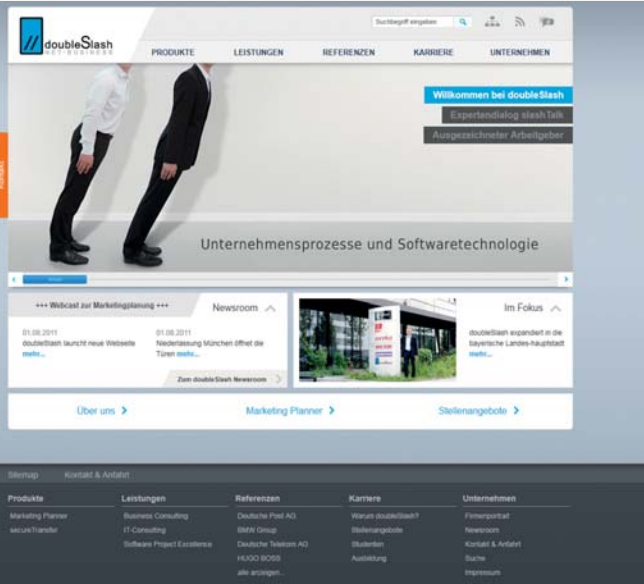 Suchbegriff eingeben
doubleSlash
NET-BUSINESS
PRODUKTE LEISTUNGEN REFERENZEN KARRIERE UNTERNEHMEN
Willkommen bei doubleSlash
Expertendialog slashTalk
Ausgezeichneter Arbeitgeber
Kontakt
Unternehmensprozesse und Softwaretechnologie
+++ Webcast zur Marketingplanung +++
Newsroom
01.08.2011
doubleSlash launcht neue Webseite
mehr...
01.08.2011
Niederlassung München öffnet die
Türen mehr...
Zum doubleSlash Newsroom
Im Fokus
doubleSlash expandiert in die
bayerische Landes-hauptstadt
mehr...
Über uns
Marketing Planner
Stellenangebote
Sitemap Kontakt & Anfahrt
Produkte
Marketing Planner
secureTransfer
Leistungen
Business Consulting
IT-Consulting
Software Project Excellence
Referenzen
Deutsche Post AG
BMW Group
Deutsche Telekom AG
HUGO BOSS
alle anzeigen...
Karriere
Warum doubleSlash?
Stellenangebote
Studenten
Ausbildung
Unternehmen
Firmenportrait
Newsroom
Kontakt & Anfahrt
Suche
Impressum